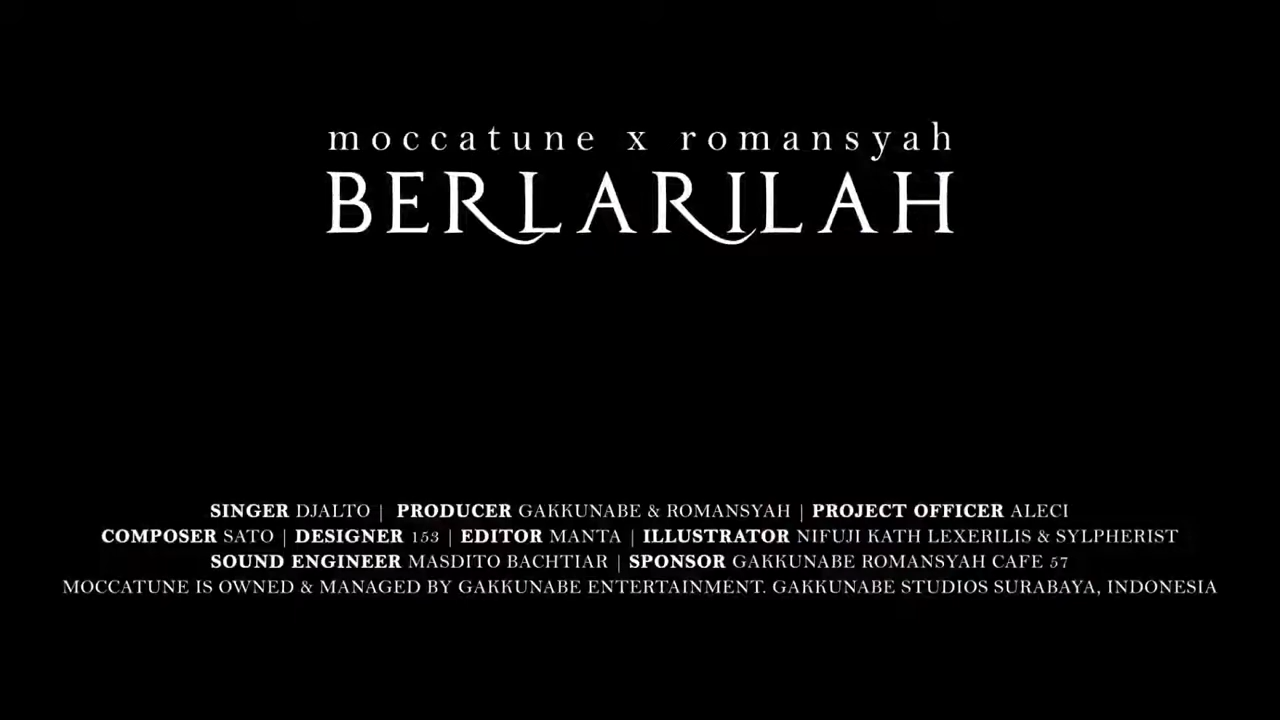 moccatune x romansyah
BERLARILAH
SINGER DJALTO | PRODUCER GAKKUNABE & ROMANSYAH | PROJECT OFFICER ALECI
COMPOSER SATO | DESIGNER 153 | EDITOR MANTA | ILLUSTRATOR NIFUJI KATH LEXERILIS & SYLPHERIST
SOUND ENGINEER MASDITO BACHTIAR | SPONSOR GAKKUNABE ROMANSYAH CAFE 57
MOCCATUNE IS OWNED & MANAGED BY GAKKUNABE ENTERTAINMENT. GAKKUNABE STUDIOS SURABAYA, INDONESIA